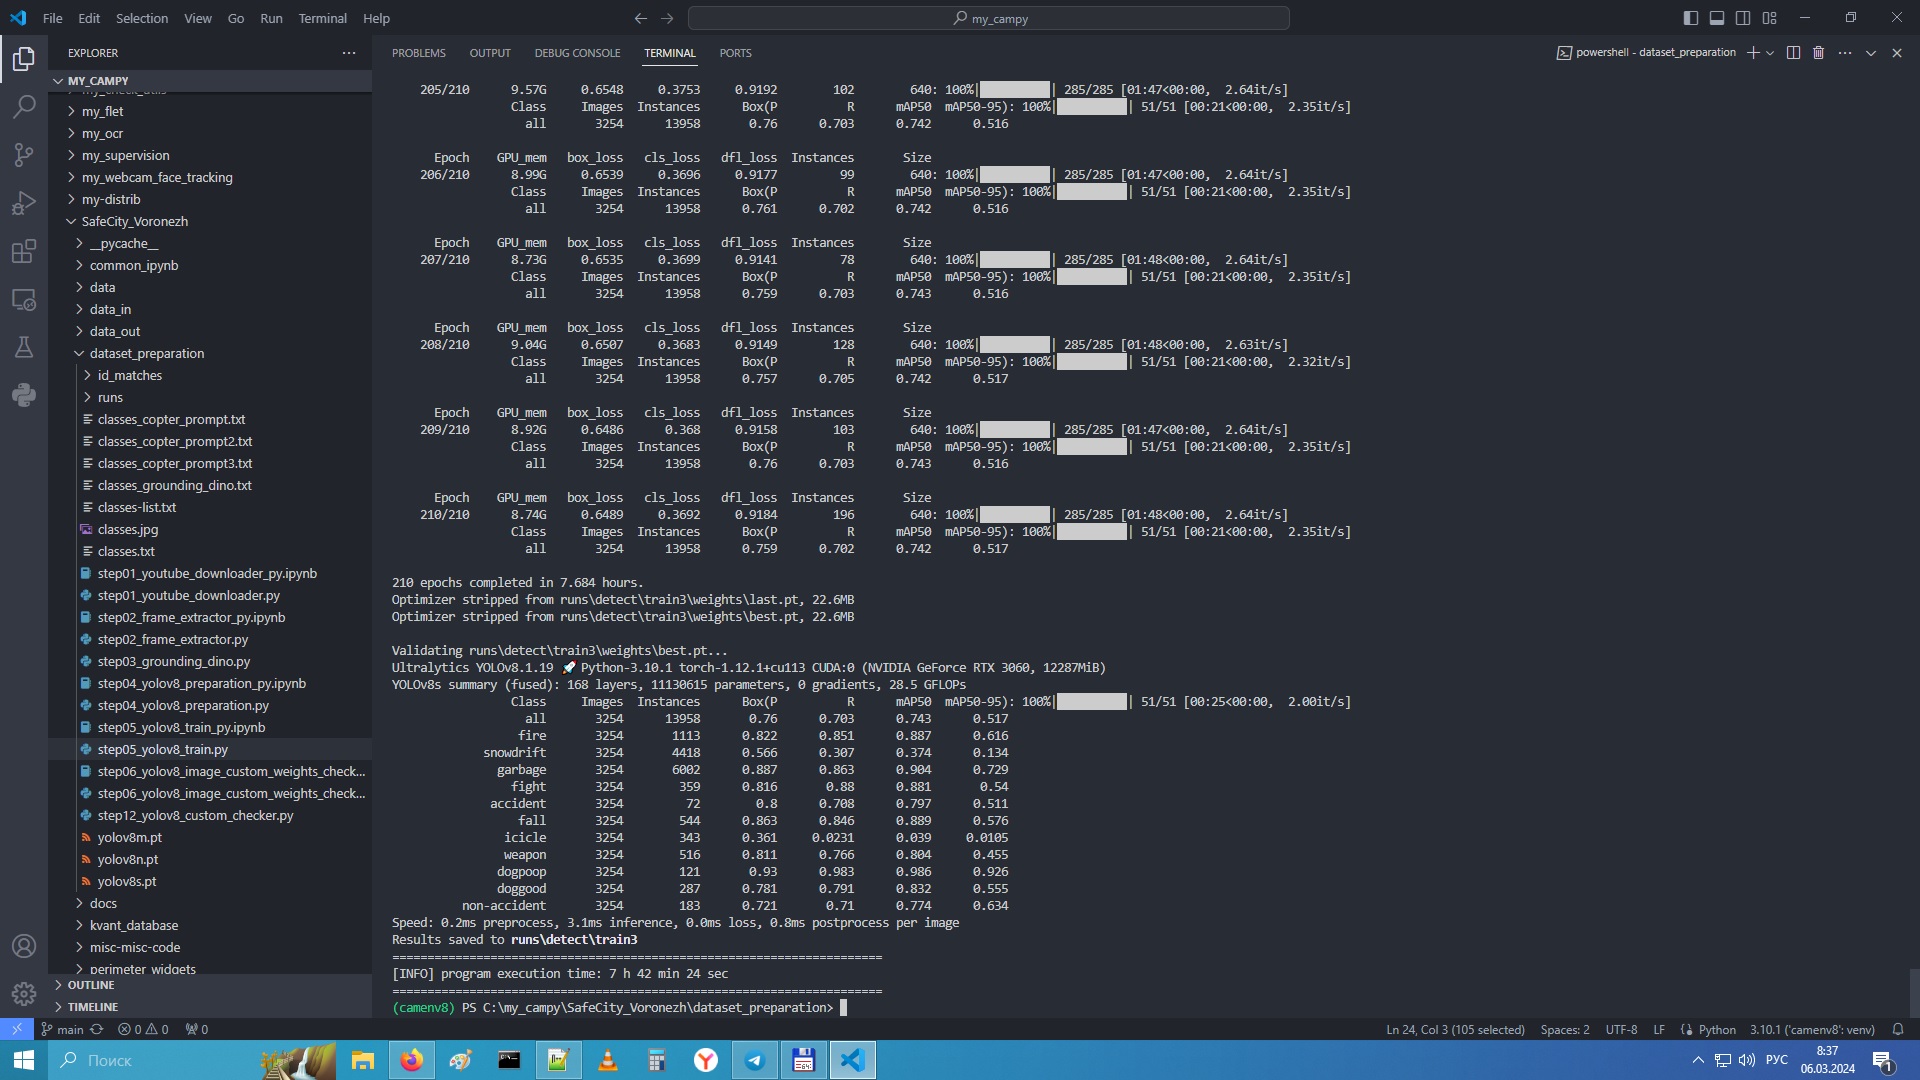 File Edit Selection View Go Run Terminal Help my_campy
EXPLORER
MY_CAMPY
my_check_utils
my_flet
my_ocr
my_supervision
my_webcam_face_tracking
my-distrib
SafeCity_Voronezh
__pycache__
common_ipynb
data
data_in
data_out
dataset_preparation
id_matches
runs
classes_copter_prompt.txt
classes_copter_prompt2.txt
classes_copter_prompt3.txt
classes_grounding_dino.txt
classes-list.txt
classes.jpg
classes.txt
step01_youtube_downloader_py.ipynb
step01_youtube_downloader.py
step02_frame_extractor_py.ipynb
step02_frame_extractor.py
step03_grounding_dino.py
step04_yolov8_preparation_py.ipynb
step04_yolov8_preparation.py
step05_yolov8_train_py.ipynb
step05_yolov8_train.py
step06_yolov8_image_custom_weights_check...
step06_yolov8_image_custom_weights_check...
step12_yolov8_custom_checker.py
yolov8m.pt
yolov8n.pt
yolov8s.pt
docs
kvant_database
misc-misc-code
perimeter_widgets
OUTLINE
TIMELINE
PROBLEMS OUTPUT DEBUG CONSOLE TERMINAL PORTS powershell - dataset_preparation
205/210 9.57G 0.6548 0.3753 0.9192 102 640: 100%| | 285/285 [01:47<00:00, 2.64it/s]
Class Images Instances Box(P R mAP50 mAP50-95): 100%| | 51/51 [00:21<00:00, 2.35it/s]
all 3254 13958 0.76 0.703 0.742 0.516
Epoch GPU_mem box_loss cls_loss dfl_loss Instances Size
206/210 8.99G 0.6539 0.3696 0.9177 99 640: 100%| | 285/285 [01:47<00:00, 2.64it/s]
Class Images Instances Box(P R mAP50 mAP50-95): 100%| | 51/51 [00:21<00:00, 2.35it/s]
all 3254 13958 0.761 0.702 0.742 0.516
Epoch GPU_mem box_loss cls_loss dfl_loss Instances Size
207/210 8.73G 0.6535 0.3699 0.9141 78 640: 100%| | 285/285 [01:48<00:00, 2.64it/s]
Class Images Instances Box(P R mAP50 mAP50-95): 100%| | 51/51 [00:21<00:00, 2.35it/s]
all 3254 13958 0.759 0.703 0.743 0.516
Epoch GPU_mem box_loss cls_loss dfl_loss Instances Size
208/210 9.04G 0.6507 0.3683 0.9149 128 640: 100%| | 285/285 [01:48<00:00, 2.63it/s]
Class Images Instances Box(P R mAP50 mAP50-95): 100%| | 51/51 [00:21<00:00, 2.32it/s]
all 3254 13958 0.757 0.705 0.742 0.517
Epoch GPU_mem box_loss cls_loss dfl_loss Instances Size
209/210 8.92G 0.6486 0.368 0.9158 103 640: 100%| | 285/285 [01:47<00:00, 2.64it/s]
Class Images Instances Box(P R mAP50 mAP50-95): 100%| | 51/51 [00:21<00:00, 2.35it/s]
all 3254 13958 0.76 0.703 0.743 0.516
Epoch GPU_mem box_loss cls_loss dfl_loss Instances Size
210/210 8.74G 0.6489 0.3692 0.9184 196 640: 100%| | 285/285 [01:48<00:00, 2.64it/s]
Class Images Instances Box(P R mAP50 mAP50-95): 100%| | 51/51 [00:21<00:00, 2.35it/s]
all 3254 13958 0.759 0.702 0.742 0.517
210 epochs completed in 7.684 hours.
Optimizer stripped from runs\detect\train3\weights\last.pt, 22.6MB
Optimizer stripped from runs\detect\train3\weights\best.pt, 22.6MB
Validating runs\detect\train3\weights\best.pt...
Ultralytics YOLOv8.1.19 🚀 Python-3.10.1 torch-1.12.1+cu113 CUDA:0 (NVIDIA GeForce RTX 3060, 12287MiB)
YOLOv8s summary (fused): 168 layers, 11130615 parameters, 0 gradients, 28.5 GFLOPs
Class Images Instances Box(P R mAP50 mAP50-95): 100%| | 51/51 [00:25<00:00, 2.00it/s]
all 3254 13958 0.76 0.703 0.743 0.517
fire 3254 1113 0.822 0.851 0.887 0.616
snowdrift 3254 4418 0.566 0.307 0.374 0.134
garbage 3254 6002 0.887 0.863 0.904 0.729
fight 3254 359 0.816 0.88 0.881 0.54
accident 3254 72 0.8 0.708 0.797 0.511
fall 3254 544 0.863 0.846 0.889 0.576
icicle 3254 343 0.361 0.0231 0.039 0.0105
weapon 3254 516 0.811 0.766 0.804 0.455
dogpoop 3254 121 0.93 0.983 0.986 0.926
doggood 3254 287 0.781 0.791 0.832 0.555
non-accident 3254 183 0.721 0.71 0.774 0.634
Speed: 0.2ms preprocess, 3.1ms inference, 0.0ms loss, 0.8ms postprocess per image
Results saved to runs\detect\train3
======================================================================
[INFO] program execution time: 7 h 42 min 24 sec
======================================================================
(camenv8) PS C:\my_campy\SafeCity_Voronezh\dataset_preparation>
main 0 0 0 Ln 24, Col 3 (105 selected) Spaces: 2 UTF-8 LF Python 3.10.1 ('camenv8': venv)
Поиск РУС 8:37
06.03.2024 1